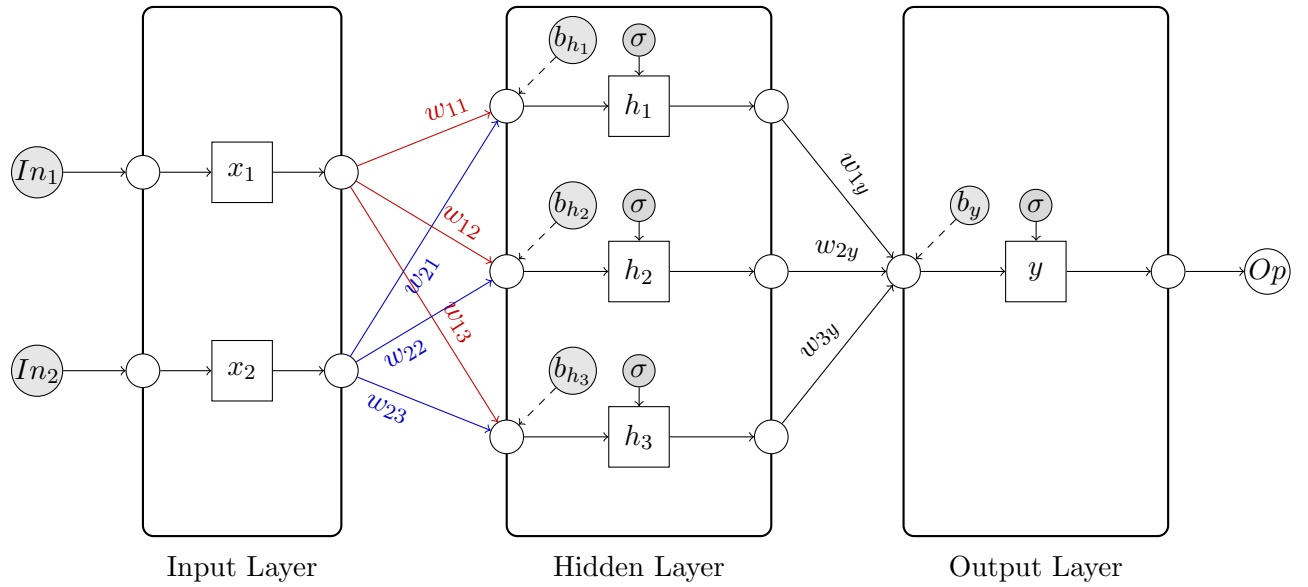 b_{h_1} σ
w_{11} h_1
In_1 x_1 w_{1y}
w_{12} b_{h_2} σ b_y σ
w_{21} h_2 w_{2y} y Op
w_{13}
In_2 x_2 w_{22} b_{h_3} σ w_{3y}
w_{23} h_3
Input Layer Hidden Layer Output Layer